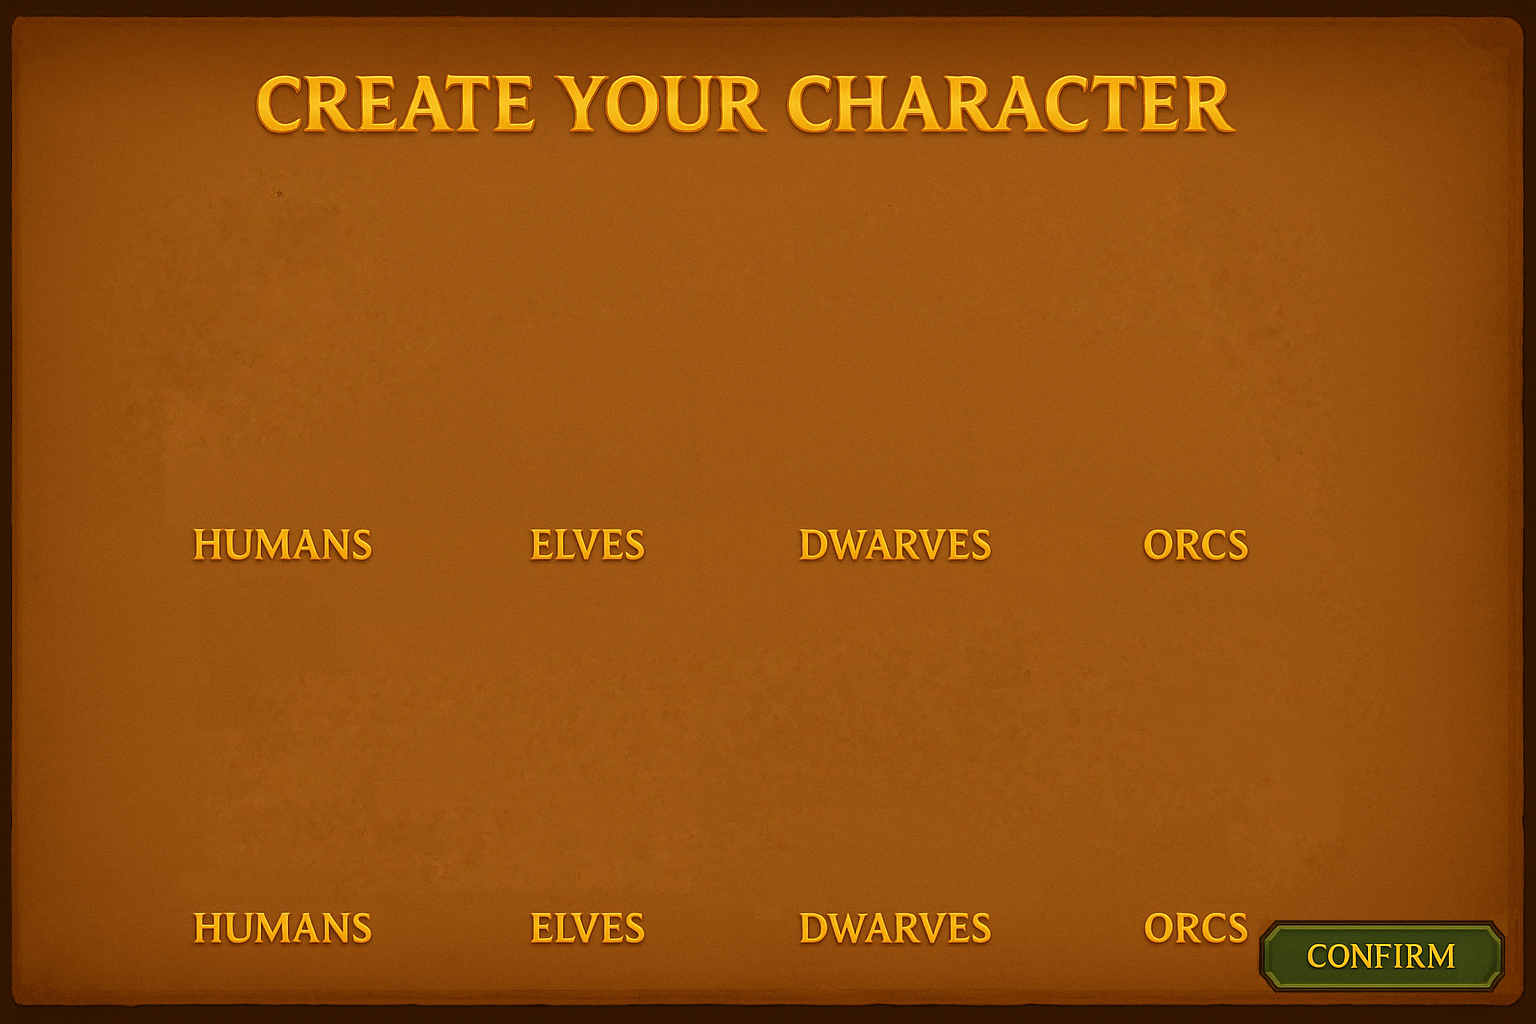 CREATE YOUR CHARACTER
HUMANS ELVES DWARVES ORCS
HUMANS ELVES DWARVES ORCS
CONFIRM